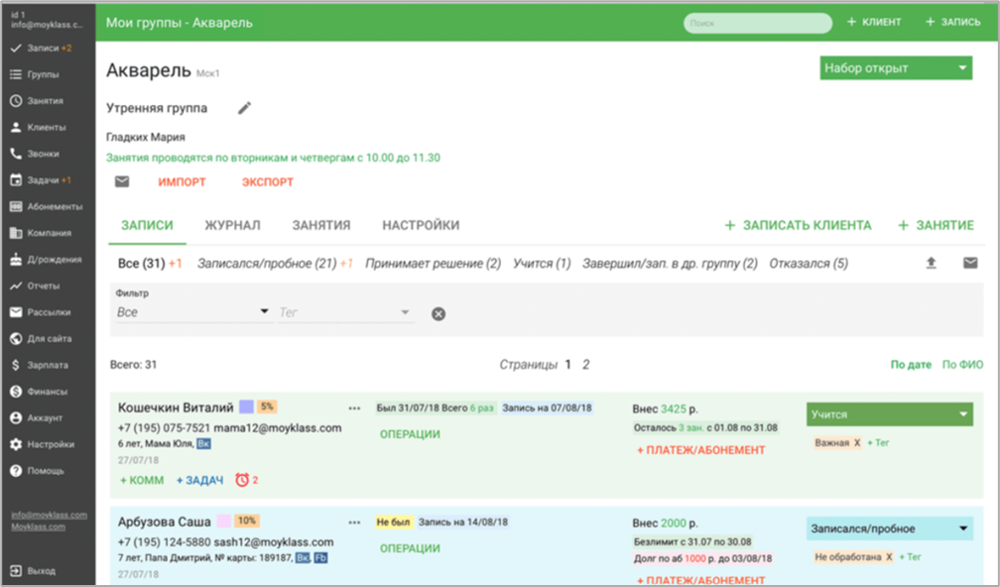 id 1
info@moyklass.c...
Записи +2
Группы
Занятия
Клиенты
Звонки
Задачи +1
Абонементы
Компания
Д/рождения
Отчеты
Рассылки
Для сайта
Зарплата
Финансы
Аккаунт
Настройки
Помощь
info@moyklass.com
Moyklass.com
Выход
Мои группы - Акварель
Поиск
+ КЛИЕНТ
+ ЗАПИСЬ
Акварель Мск1
Набор открыт
Утренняя группа
Гладких Мария
Занятия проводятся по вторникам и четвергам с 10.00 до 11.30
ИМПОРТ ЭКСПОРТ
ЗАПИСИ ЖУРНАЛ ЗАНЯТИЯ НАСТРОЙКИ + ЗАПИСАТЬ КЛИЕНТА + ЗАНЯТИЕ
Все (31) +1 Записался/пробное (21) +1 Принимает решение (2) Учится (1) Завершил/зап. в др. группу (2) Отказался (5)
Фильтр
Все Тег
Всего: 31 Страницы 1 2 По дате По ФИО
Кошечкин Виталий 5% ••• Был 31/07/18 Всего 6 раз Запись на 07/08/18 Внес 3425 р. Учится
+7 (195) 075-7521 mama12@moyklass.com ОПЕРАЦИИ Осталось 3 зан. с 01.08 по 31.08
6 лет, Мама Юля, Вк + ПЛАТЕЖ/АБОНЕМЕНТ Важная X + Тег
27/07/18
+ КОММ + ЗАДАЧ 2
Арбузова Саша 10% ••• Не был Запись на 14/08/18 Внес 2000 р. Записался/пробное
+7 (195) 124-5880 sash12@moyklass.com ОПЕРАЦИИ Безлимит с 31.07 по 30.08
7 лет, Папа Дмитрий, № карты: 189187, Вк, Fb Долг по аб 1000 р. до 03/08/18 Не обработана X + Тег
27/07/18 + ПЛАТЕЖ/АБОНЕМЕНТ